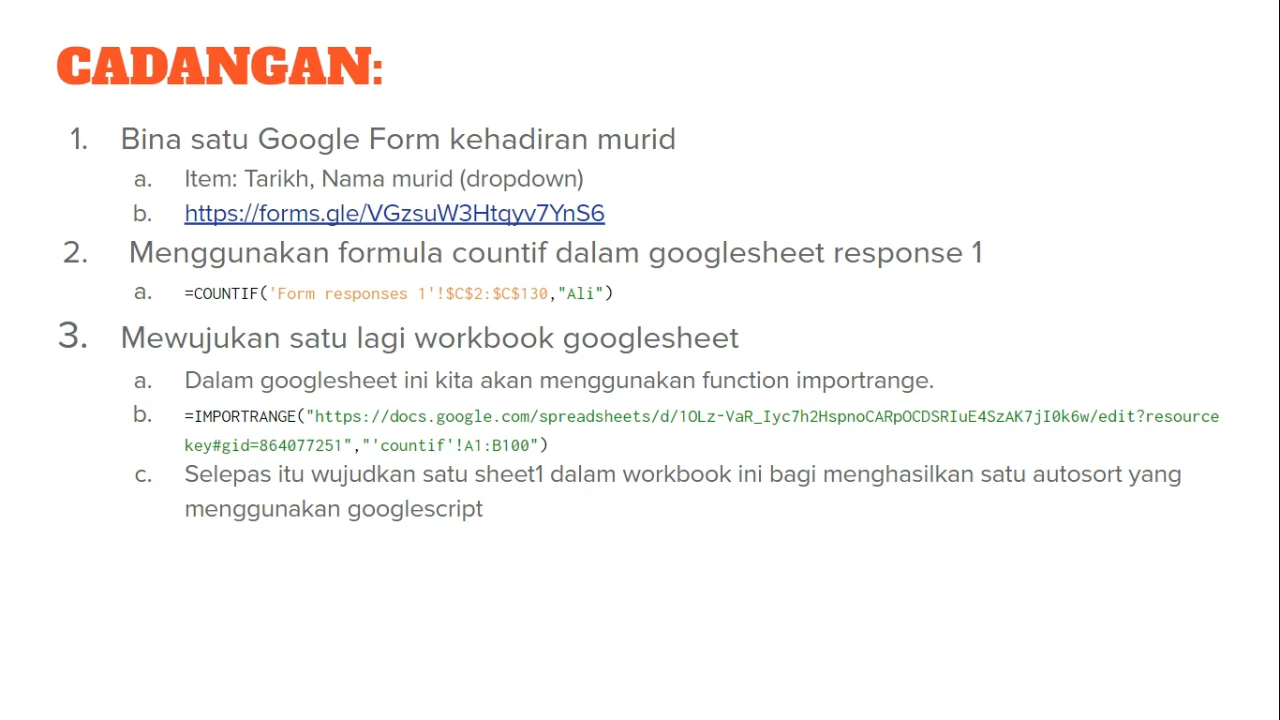 CADANGAN:
1. Bina satu Google Form kehadiran murid
a. Item: Tarikh, Nama murid (dropdown)
b. https://forms.gle/VGzsuW3Htqyv7YnS6
2. Menggunakan formula countif dalam googlesheet response 1
a. =COUNTIF('Form responses 1'!$C$2:$C$130,"Ali")
3. Mewujukan satu lagi workbook googlesheet
a. Dalam googlesheet ini kita akan menggunakan function importrange.
b. =IMPORTRANGE("https://docs.google.com/spreadsheets/d/1OLz-VaR_Iyc7h2HspnoCARpOCDSRIuE4SzAK7jI0k6w/edit?resource
key#gid=864077251","'countif'!A1:B100")
c. Selepas itu wujudkan satu sheet1 dalam workbook ini bagi menghasilkan satu autosort yang
menggunakan googlescript